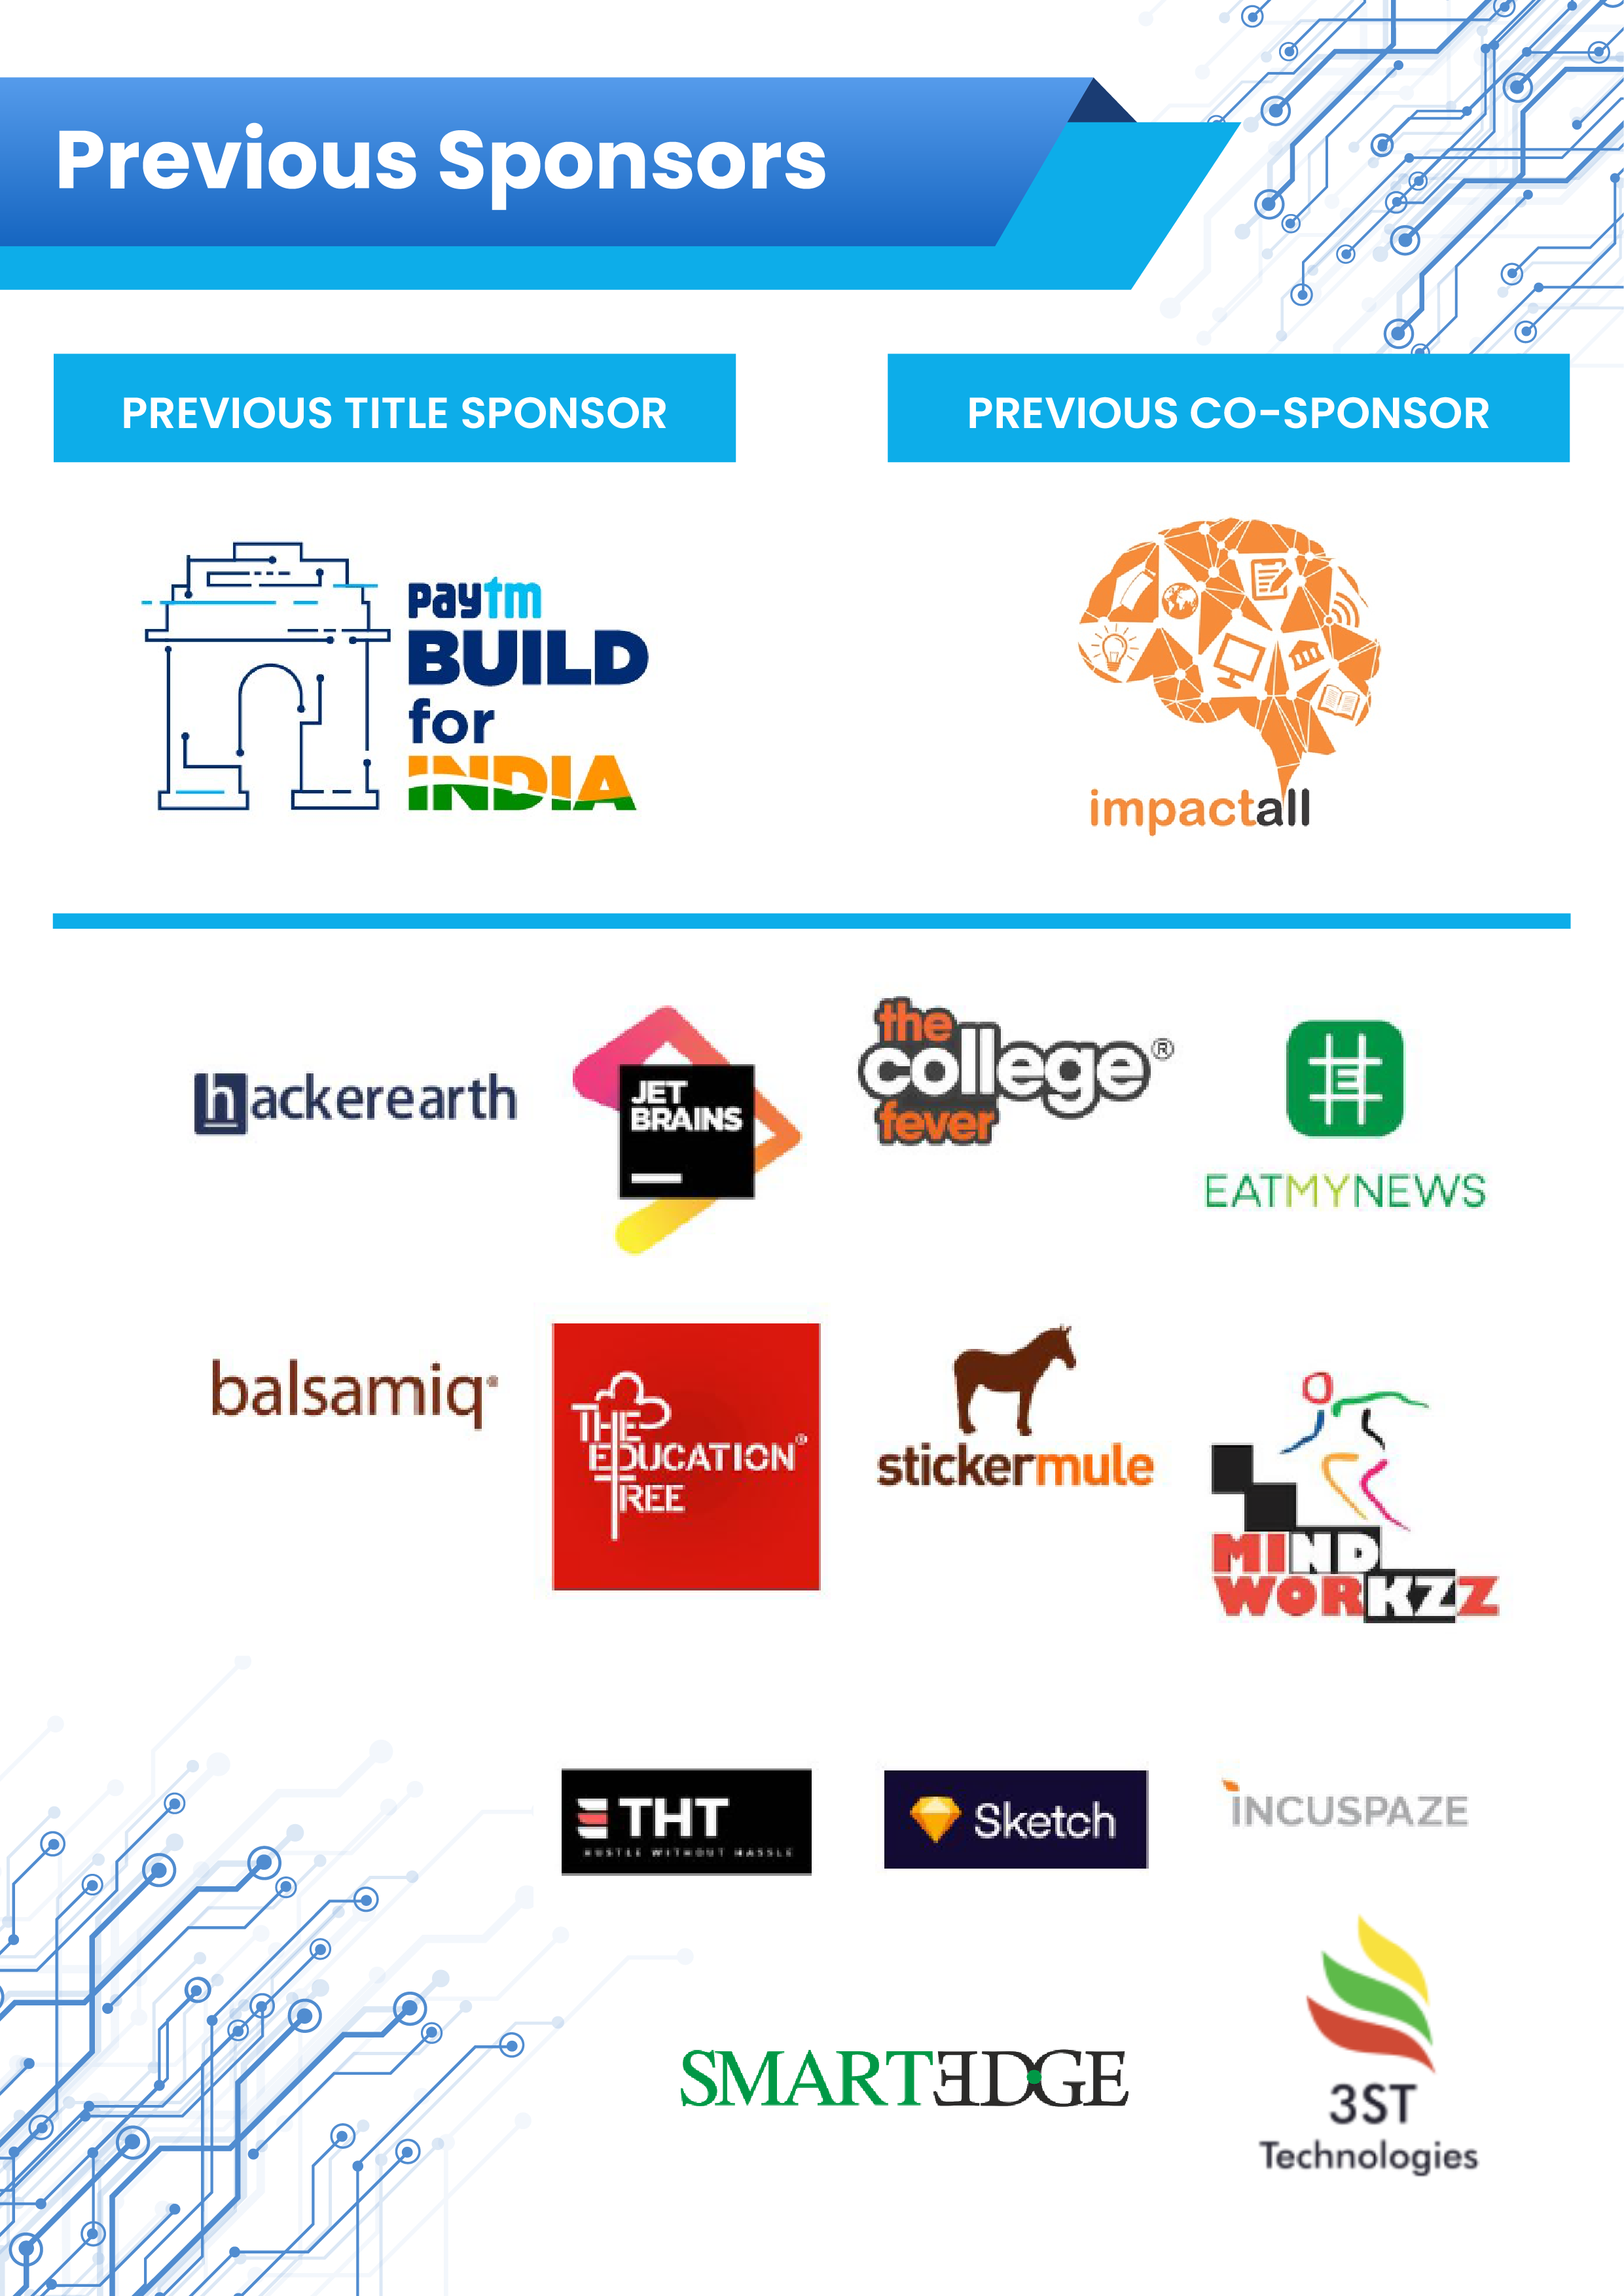 Previous Sponsors
PREVIOUS TITLE SPONSOR
PREVIOUS CO-SPONSOR
paytm
BUILD
for
INDIA
impactall
hackerearth
JET
BRAINS
the
college®
fever
EATMYNEWS
balsamiq®
THE
EDUCATION®
TREE
stickermule
MIND
WORKZZ
THT
HUSTLE WITHOUT HASSLE
Sketch
INCUSPAZE
SMARTEDGE
3ST
Technologies